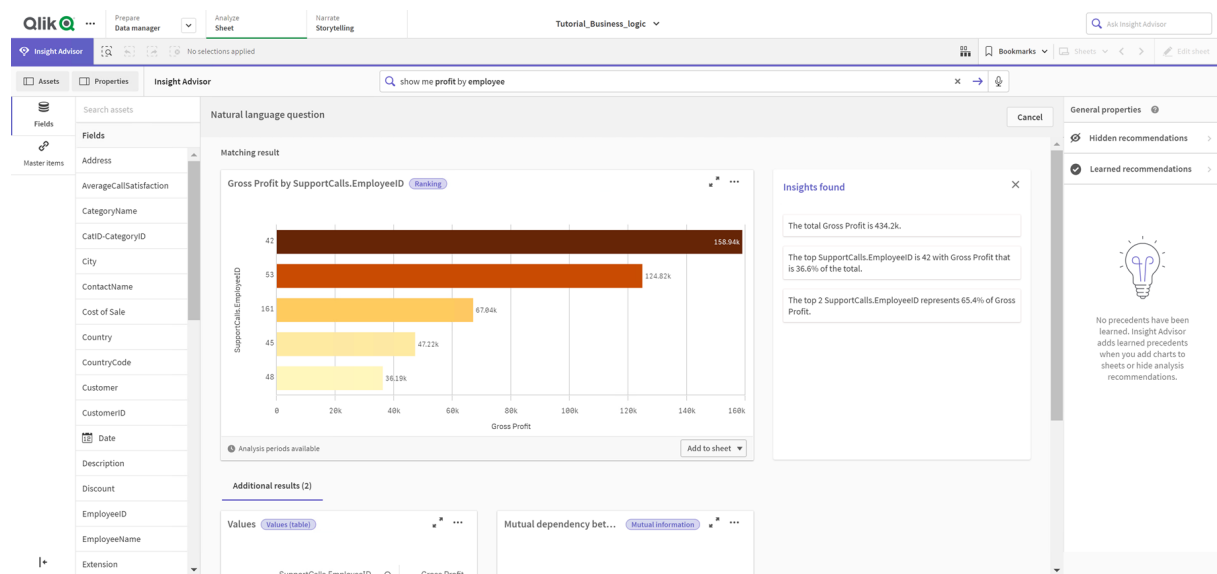 Qlik
Prepare
Data manager
Analyze
Sheet
Narrate
Storytelling
Tutorial_Business_logic
Ask Insight Advisor
Insight Advisor
No selections applied
Bookmarks
Sheets
Edit sheet
Assets
Properties
Insight Advisor
show me profit by employee
Fields
Master items
Search assets
Fields
Address
AverageCallSatisfaction
CategoryName
CatID-CategoryID
City
ContactName
Cost of Sale
Country
CountryCode
Customer
CustomerID
Date
Description
Discount
EmployeeID
EmployeeName
Extension
Natural language question
Cancel
Matching result
Gross Profit by SupportCalls.EmployeeID
Ranking
SupportCalls.EmployeeID
42
158.94k
53
124.82k
161
67.04k
45
47.22k
48
36.19k
0 20k 40k 60k 80k 100k 120k 140k 160k
Gross Profit
Analysis periods available
Add to sheet
Insights found
The total Gross Profit is 434.2k.
The top SupportCalls.EmployeeID is 42 with Gross Profit that
is 36.6% of the total.
The top 2 SupportCalls.EmployeeID represents 65.4% of Gross
Profit.
Additional results (2)
Values
Values (table)
SupportCalls.EmployeeID
Gross Profit
Mutual dependency bet...
Mutual information
General properties
Hidden recommendations
Learned recommendations
No precedents have been
learned. Insight Advisor
adds learned precedents
when you add charts to
sheets or hide analysis
recommendations.